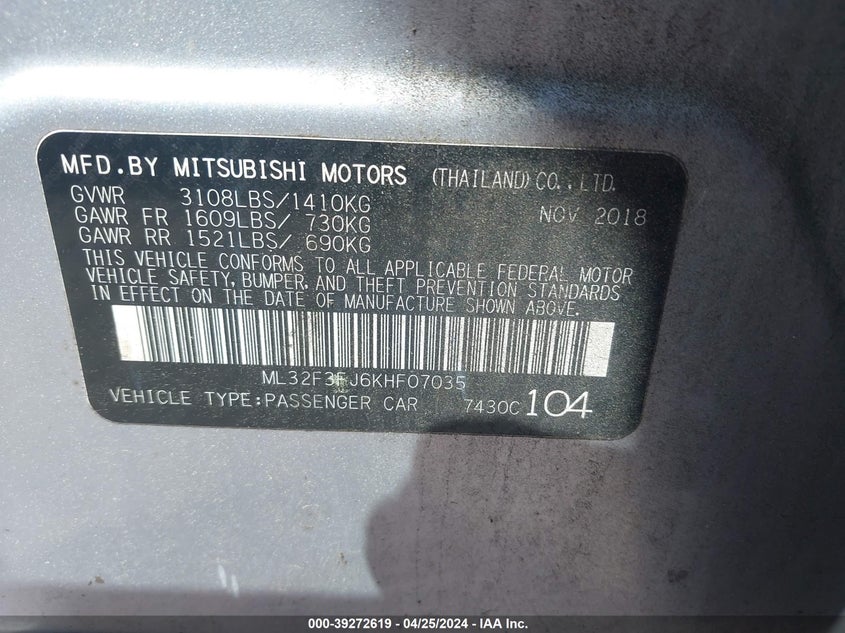 MFD.BY MITSUBISHI MOTORS (THAILAND) CO.,LTD.
GVWR 3108LBS/1410KG
GAWR FR 1609LBS/ 730KG NOV 2018
GAWR RR 1521LBS/ 690KG
THIS VEHICLE CONFORMS TO ALL APPLICABLE FEDERAL MOTOR
VEHICLE SAFETY, BUMPER, AND THEFT PREVENTION STANDARDS
IN EFFECT ON THE DATE OF MANUFACTURE SHOWN ABOVE.
ML32F3FJ6KHF07035
VEHICLE TYPE:PASSENGER CAR 7430C 104
000-39272619 - 04/25/2024 - IAA Inc.